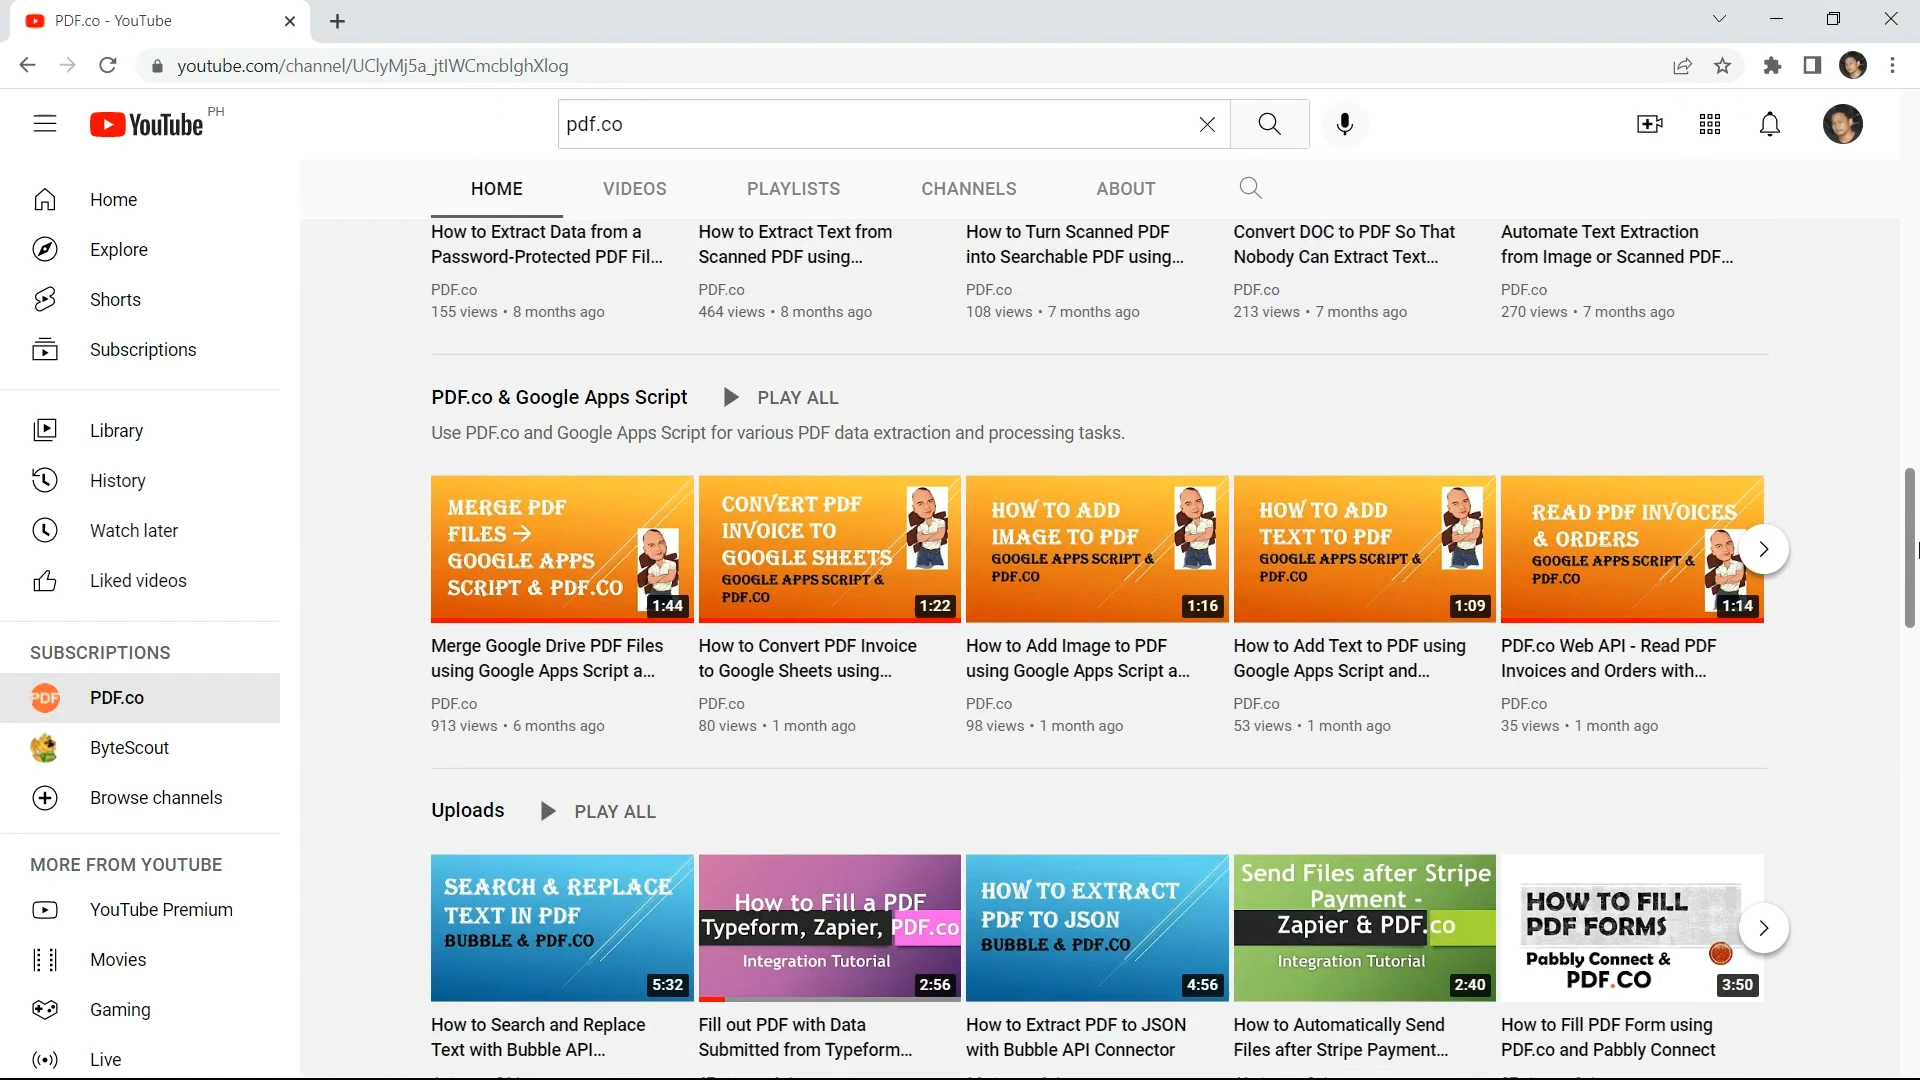 PDF.co - YouTube
youtube.com/channel/UClyMj5a_jtIWCmcbIghXlog
YouTube PH
pdf.co
Home
Explore
Shorts
Subscriptions
Library
History
Watch later
Liked videos
SUBSCRIPTIONS
PDF
PDF.co
ByteScout
Browse channels
MORE FROM YOUTUBE
YouTube Premium
Movies
Gaming
Live
HOME VIDEOS PLAYLISTS CHANNELS ABOUT
How to Extract Data from a
Password-Protected PDF Fil...
PDF.co
155 views • 8 months ago
How to Extract Text from
Scanned PDF using...
PDF.co
464 views • 8 months ago
How to Turn Scanned PDF
into Searchable PDF using...
PDF.co
108 views • 7 months ago
Convert DOC to PDF So That
Nobody Can Extract Text...
PDF.co
213 views • 7 months ago
Automate Text Extraction
from Image or Scanned PDF...
PDF.co
270 views • 7 months ago
PDF.co & Google Apps Script PLAY ALL
Use PDF.co and Google Apps Script for various PDF data extraction and processing tasks.
MERGE PDF
FILES →
GOOGLE APPS
SCRIPT & PDF.CO
1:44
Merge Google Drive PDF Files
using Google Apps Script a...
PDF.co
913 views • 6 months ago
CONVERT PDF
INVOICE TO
GOOGLE SHEETS
GOOGLE APPS SCRIPT &
PDF.CO
1:22
How to Convert PDF Invoice
to Google Sheets using...
PDF.co
80 views • 1 month ago
HOW TO ADD
IMAGE TO PDF
GOOGLE APPS SCRIPT &
PDF.CO
1:16
How to Add Image to PDF
using Google Apps Script a...
PDF.co
98 views • 1 month ago
HOW TO ADD
TEXT TO PDF
GOOGLE APPS SCRIPT &
PDF.CO
1:09
How to Add Text to PDF using
Google Apps Script and...
PDF.co
53 views • 1 month ago
READ PDF INVOICES
& ORDERS
GOOGLE APPS SCRIPT &
PDF.CO
1:14
PDF.co Web API - Read PDF
Invoices and Orders with...
PDF.co
35 views • 1 month ago
Uploads PLAY ALL
SEARCH & REPLACE
TEXT IN PDF
BUBBLE & PDF.CO
5:32
How to Search and Replace
Text with Bubble API...
How to Fill a PDF
Typeform, Zapier, PDF.co
Integration Tutorial
2:56
Fill out PDF with Data
Submitted from Typeform...
HOW TO EXTRACT
PDF TO JSON
BUBBLE & PDF.CO
4:56
How to Extract PDF to JSON
with Bubble API Connector
Send Files after Stripe
Payment -
Zapier & PDF.co
Integration Tutorial
2:40
How to Automatically Send
Files after Stripe Payment...
HOW TO FILL
PDF FORMS
Pabbly Connect &
PDF.CO
3:50
How to Fill PDF Form using
PDF.co and Pabbly Connect